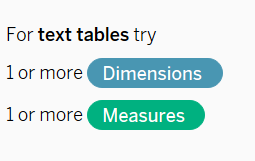 For text tables try
1 or more Dimensions
1 or more Measures